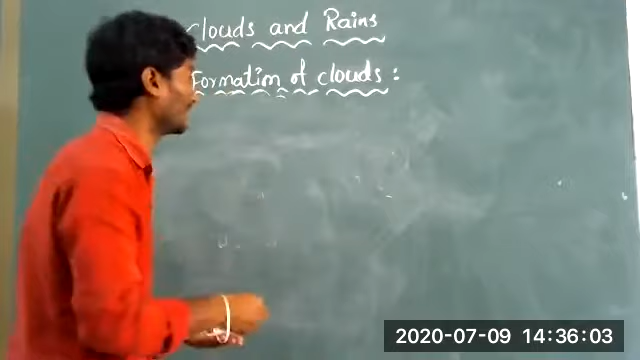 Clouds and Rains
Formation of clouds :
2020-07-09 14:36:03